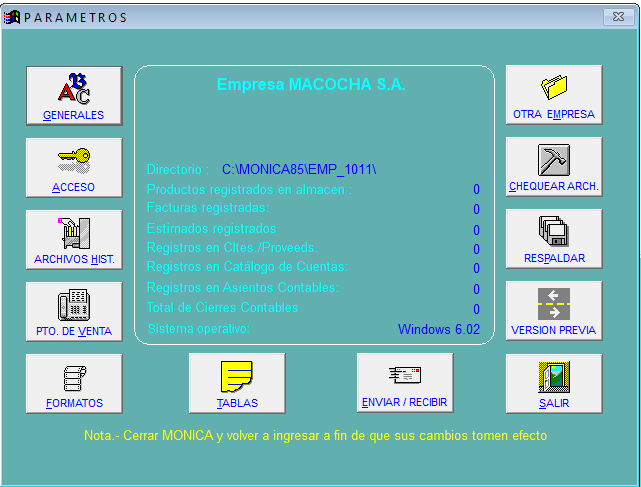 PARAMETROS
Empresa MACOCHA S.A.
Directorio : C:\MONICA85\EMP_1011\
Productos registrados en almacen : 0
Facturas registradas: 0
Estimados registrados 0
Registros en Cltes./Proveeds. 0
Registros en Catálogo de Cuentas: 0
Registros en Asientos Contables: 0
Total de Cierres Contables 0
Sistema operativo: Windows 6.02
GENERALES
ACCESO
ARCHIVOS HIST.
PTO. DE VENTA
FORMATOS
TABLAS
ENVIAR / RECIBIR
OTRA EMPRESA
CHEQUEAR ARCH.
RESPALDAR
VERSION PREVIA
SALIR
Nota.- Cerrar MONICA y volver a ingresar a fin de que sus cambios tomen efecto